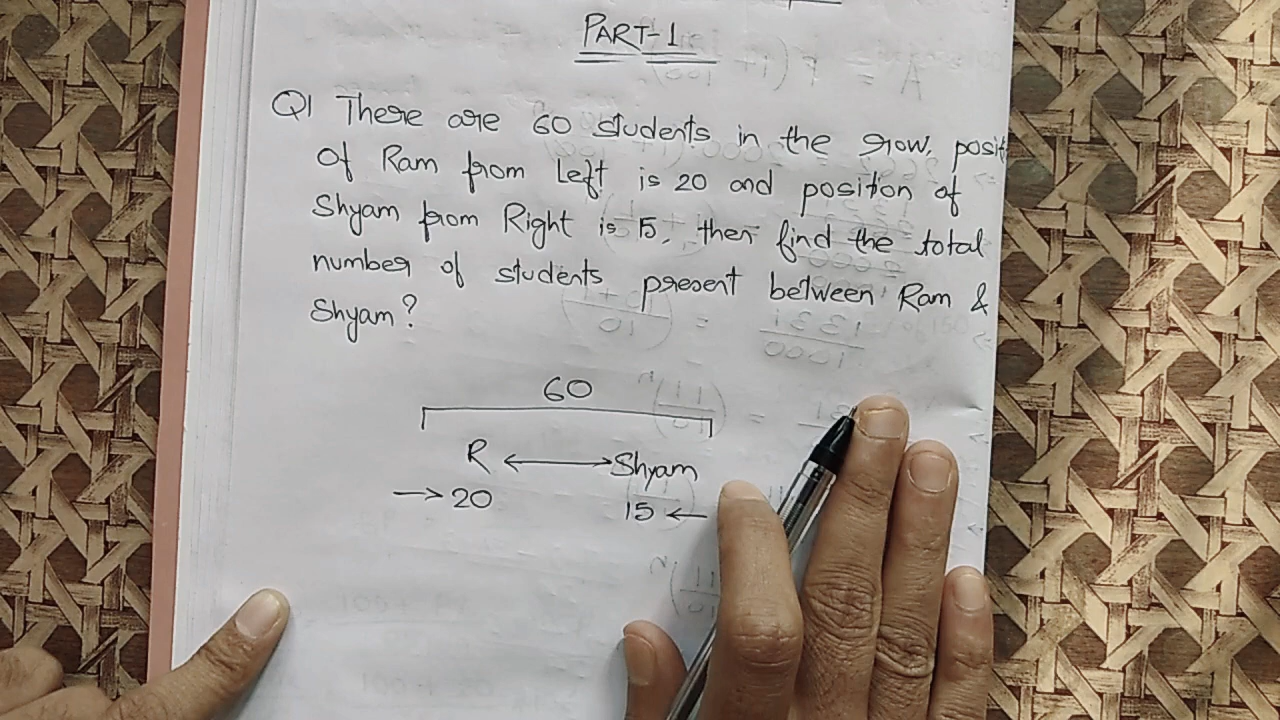 PART-1
Q1 There are 60 students in the row, posit
of Ram from Left is 20 and position of
Shyam from Right is 15, then find the total
number of students present between Ram &
Shyam?
60
R ⟷ Shyam
→ 20 15 ←